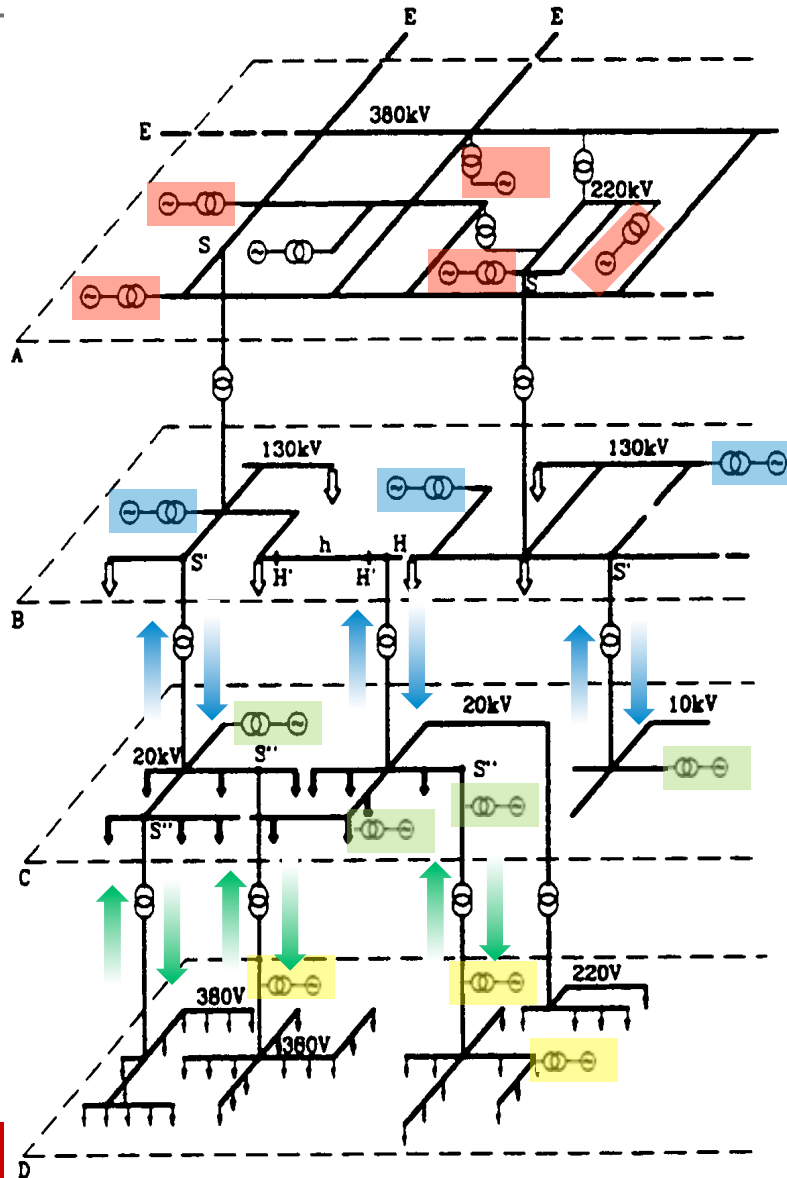 E E
E 380kV
220kV
S
S
A
130kV 130kV
S' H' h H' H S'
B
20kV 10kV
20kV S'' S''
S''
C
220V
380V
380V
D